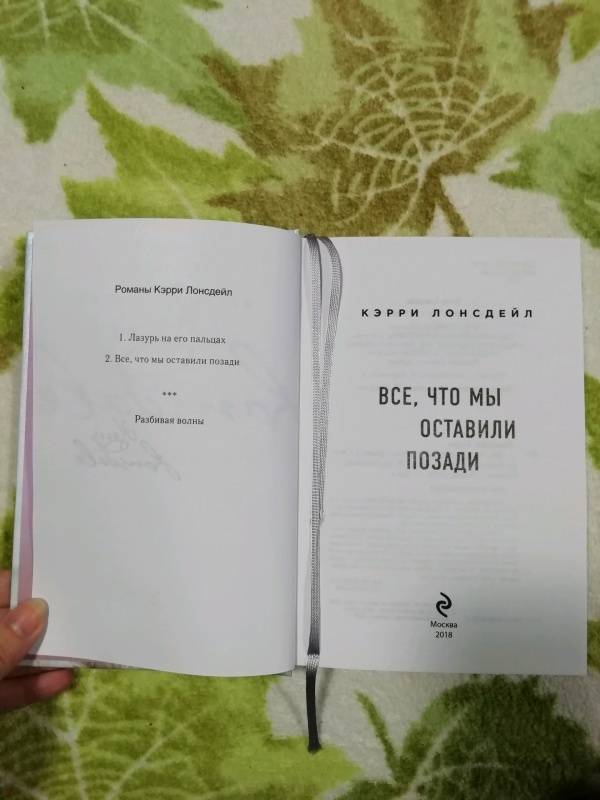 Романы Кэрри Лонсдейл
1. Лазурь на его пальцах
2. Все, что мы оставили позади
***
Разбивая волны
КЭРРИ ЛОНСДЕЙЛ
ВСЕ, ЧТО МЫ
ОСТАВИЛИ
ПОЗАДИ
Москва
2018